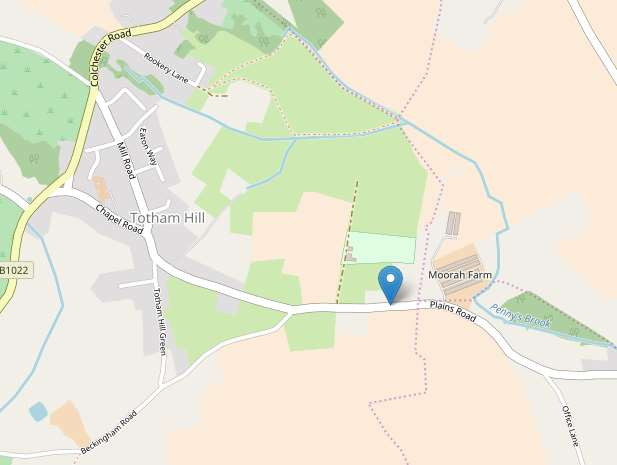 Colchester Road
Rookery Lane
Eaton Way
Mill Road
Chapel Road
Totham Hill
B1022
Moorah Farm
Plains Road
Penny's Brook
Totham Hill Green
Beckingham Road
Office Lane